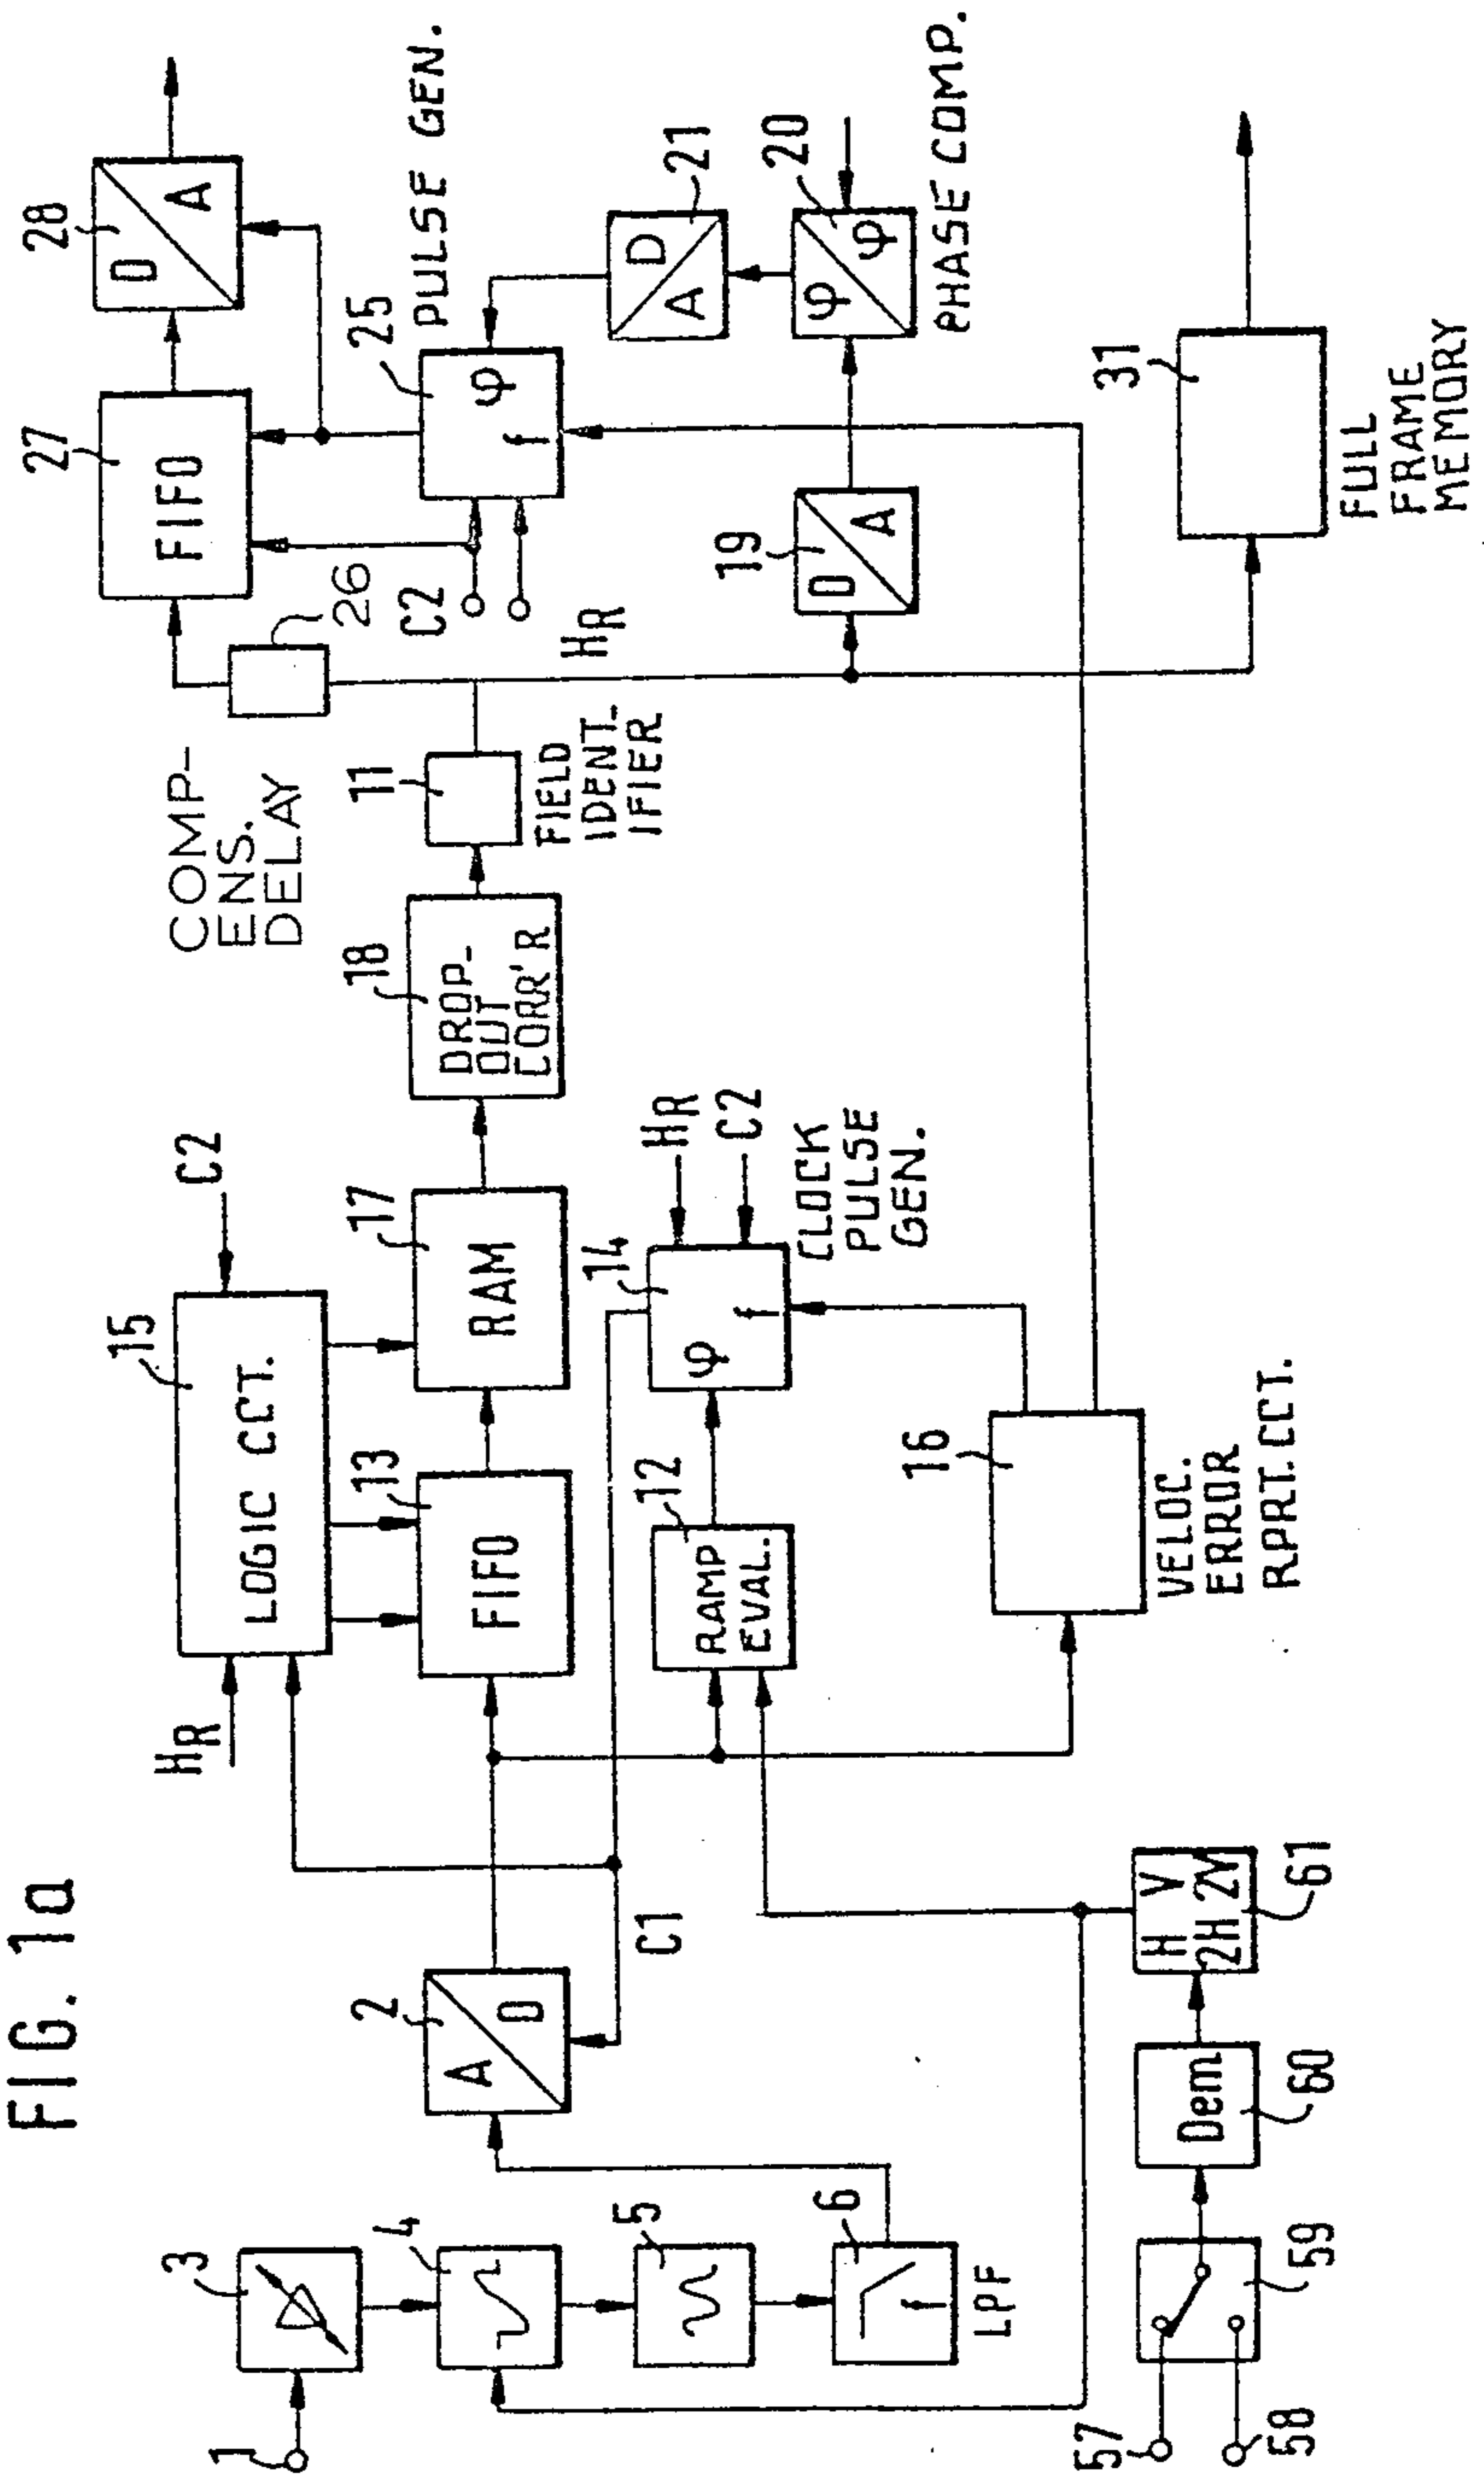 FIG. 1a
1
3
4
5
6
f
LPF
57
58
59
60
Dem.
61
H V
2H 2V
2
A
D
C1
HR
15
LOGIC CCT.
C2
13
FIFO
17
RAM
12
RAMP
EVAL.
14
φ
f
HR
C2
CLOCK
PULSE
GEN.
16
VELOC.
ERROR
RPRT. CCT.
18
DROP-
OUT
CORR'R
11
FIELD
IDENT-
IFIER
COMP-
ENS.
DELAY
26
27
FIFO
28
D
A
C2
HR
25
φ
f
PULSE GEN.
19
D
A
20
φ
φ
PHASE COMP.
21
D
A
31
FULL
FRAME
MEMORY